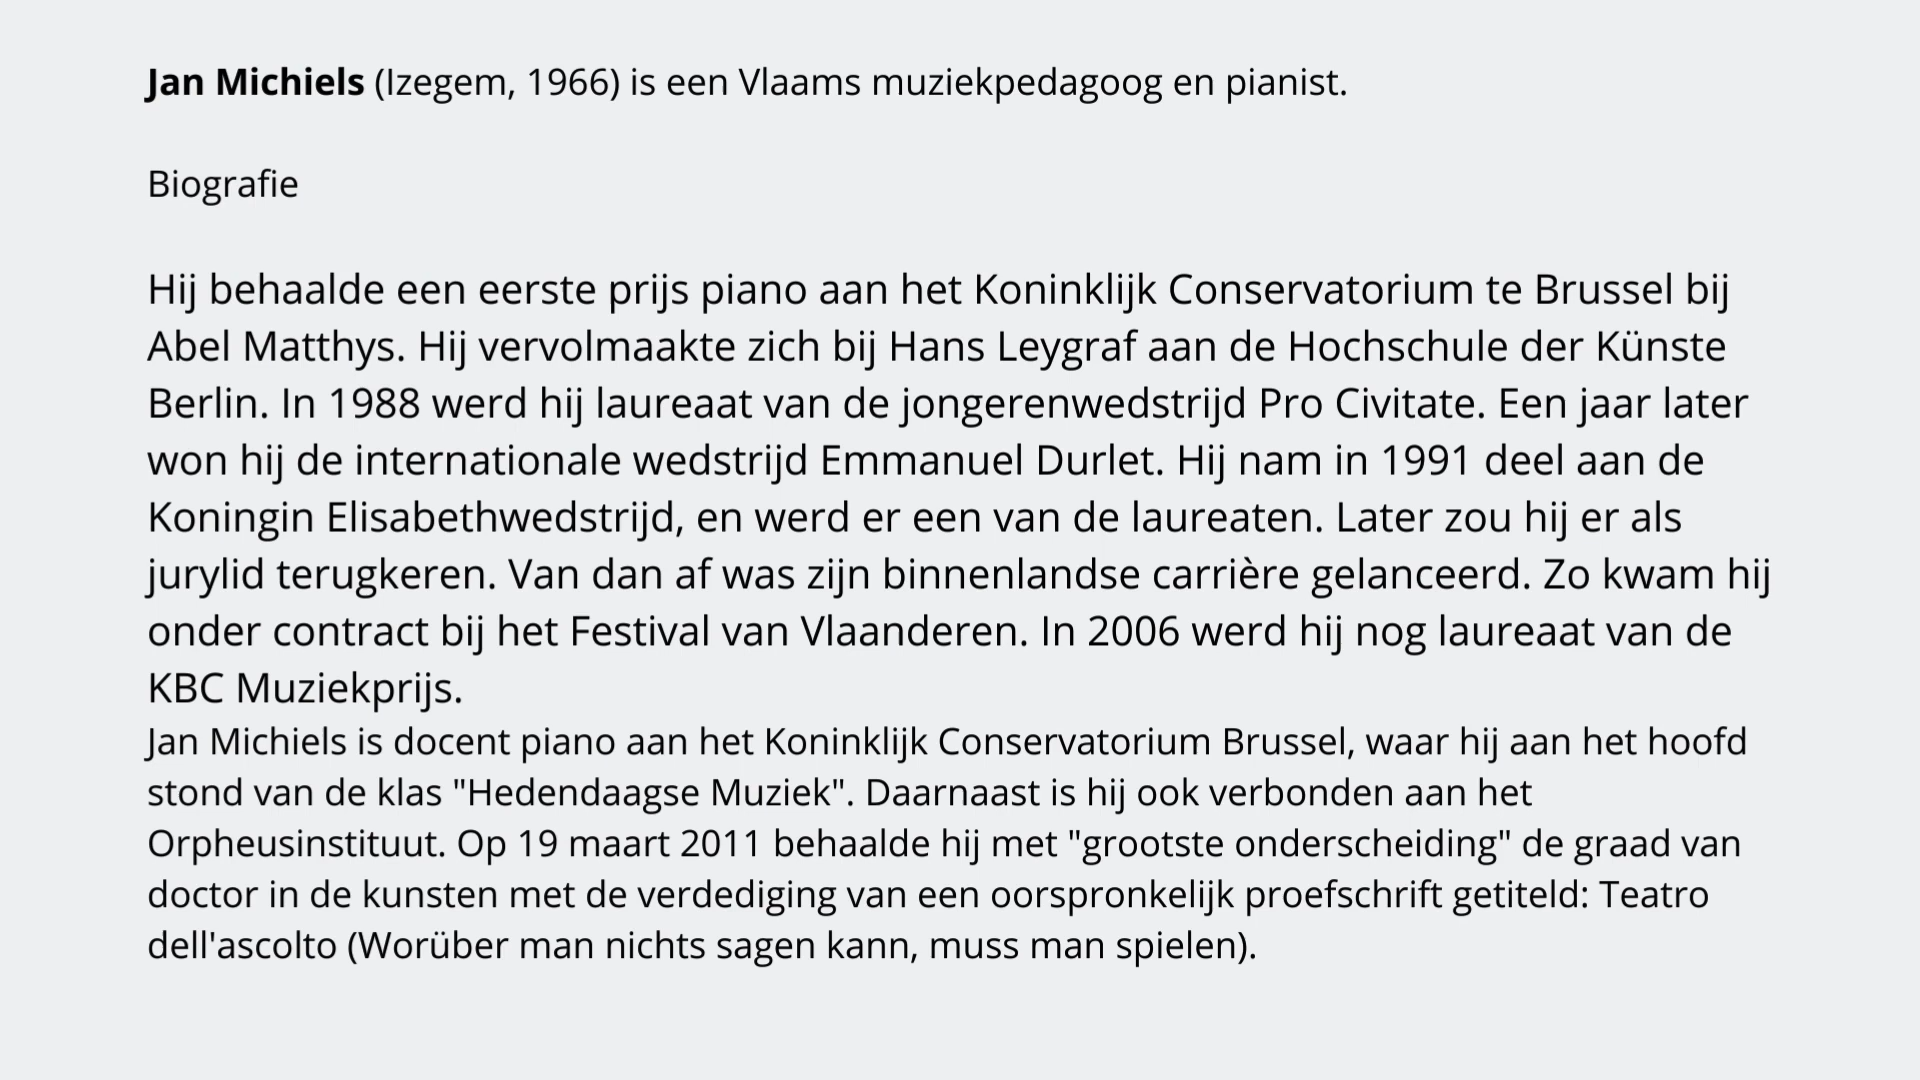 Jan Michiels (Izegem, 1966) is een Vlaams muziekpedagoog en pianist.
Biografie
Hij behaalde een eerste prijs piano aan het Koninklijk Conservatorium te Brussel bij
Abel Matthys. Hij vervolmaakte zich bij Hans Leygraf aan de Hochschule der Künste
Berlin. In 1988 werd hij laureaat van de jongerenwedstrijd Pro Civitate. Een jaar later
won hij de internationale wedstrijd Emmanuel Durlet. Hij nam in 1991 deel aan de
Koningin Elisabethwedstrijd, en werd er een van de laureaten. Later zou hij er als
jurylid terugkeren. Van dan af was zijn binnenlandse carrière gelanceerd. Zo kwam hij
onder contract bij het Festival van Vlaanderen. In 2006 werd hij nog laureaat van de
KBC Muziekprijs.
Jan Michiels is docent piano aan het Koninklijk Conservatorium Brussel, waar hij aan het hoofd
stond van de klas "Hedendaagse Muziek". Daarnaast is hij ook verbonden aan het
Orpheusinstituut. Op 19 maart 2011 behaalde hij met "grootste onderscheiding" de graad van
doctor in de kunsten met de verdediging van een oorspronkelijk proefschrift getiteld: Teatro
dell'ascolto (Worüber man nichts sagen kann, muss man spielen).